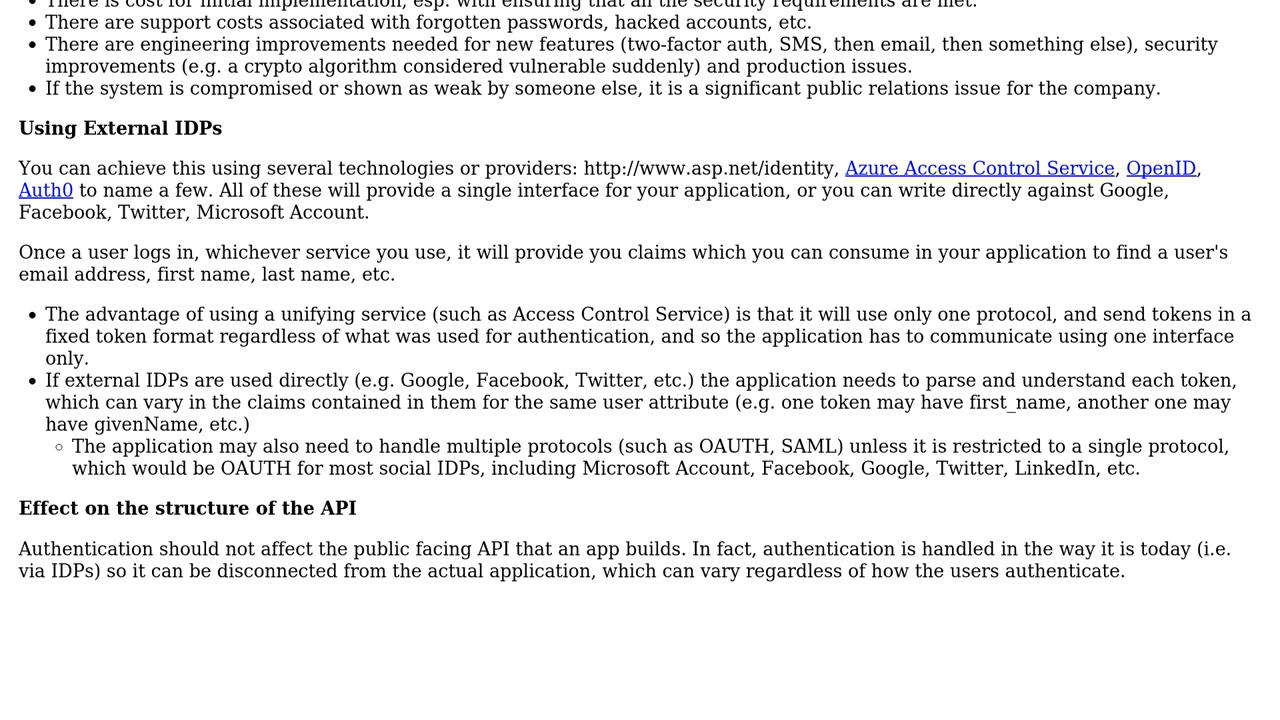 There is cost for initial implementation, esp. with ensuring that all the security requirements are met.
There are support costs associated with forgotten passwords, hacked accounts, etc.
There are engineering improvements needed for new features (two-factor auth, SMS, then email, then something else), security
improvements (e.g. a crypto algorithm considered vulnerable suddenly) and production issues.
If the system is compromised or shown as weak by someone else, it is a significant public relations issue for the company.
Using External IDPs
You can achieve this using several technologies or providers: http://www.asp.net/identity, Azure Access Control Service, OpenID,
Auth0 to name a few. All of these will provide a single interface for your application, or you can write directly against Google,
Facebook, Twitter, Microsoft Account.
Once a user logs in, whichever service you use, it will provide you claims which you can consume in your application to find a user's
email address, first name, last name, etc.
The advantage of using a unifying service (such as Access Control Service) is that it will use only one protocol, and send tokens in a
fixed token format regardless of what was used for authentication, and so the application has to communicate using one interface
only.
If external IDPs are used directly (e.g. Google, Facebook, Twitter, etc.) the application needs to parse and understand each token,
which can vary in the claims contained in them for the same user attribute (e.g. one token may have first_name, another one may
have givenName, etc.)
The application may also need to handle multiple protocols (such as OAUTH, SAML) unless it is restricted to a single protocol,
which would be OAUTH for most social IDPs, including Microsoft Account, Facebook, Google, Twitter, LinkedIn, etc.
Effect on the structure of the API
Authentication should not affect the public facing API that an app builds. In fact, authentication is handled in the way it is today (i.e.
via IDPs) so it can be disconnected from the actual application, which can vary regardless of how the users authenticate.